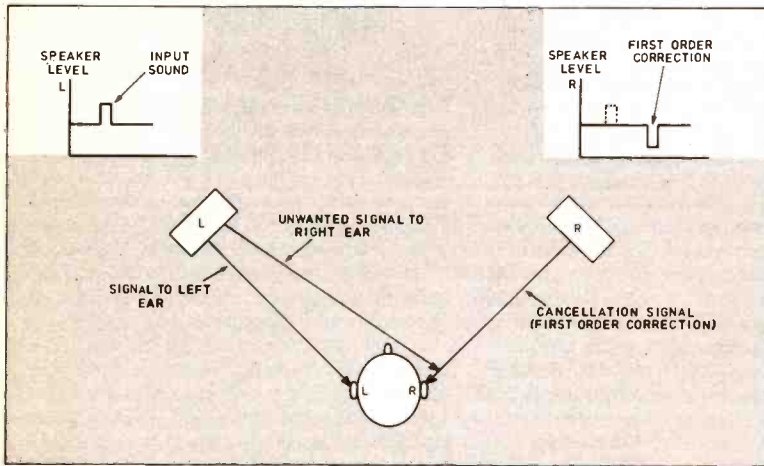 SPEAKER
LEVEL
L
INPUT
SOUND
SPEAKER
LEVEL
R
FIRST ORDER
CORRECTION
L
R
UNWANTED SIGNAL TO
RIGHT EAR
SIGNAL TO LEFT
EAR
CANCELLATION SIGNAL
(FIRST ORDER CORRECTION)
L
R